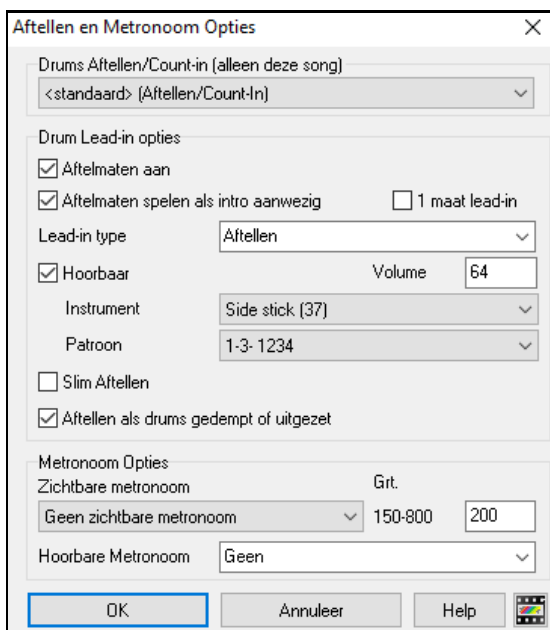 Aftellen en Metronoom Opties
Drums Aftellen/Count-in (alleen deze song)
<standaard> (Aftellen/Count-In)
Drum Lead-in opties
Aftelmaten aan
Aftelmaten spelen als intro aanwezig 1 maat lead-in
Lead-in type Aftellen
Hoorbaar Volume 64
Instrument Side stick (37)
Patroon 1-3- 1234
Slim Aftellen
Aftellen als drums gedempt of uitgezet
Metronoom Opties
Zichtbare metronoom Grt.
Geen zichtbare metronoom 150-800 200
Hoorbare Metronoom Geen
OK Annuleer Help